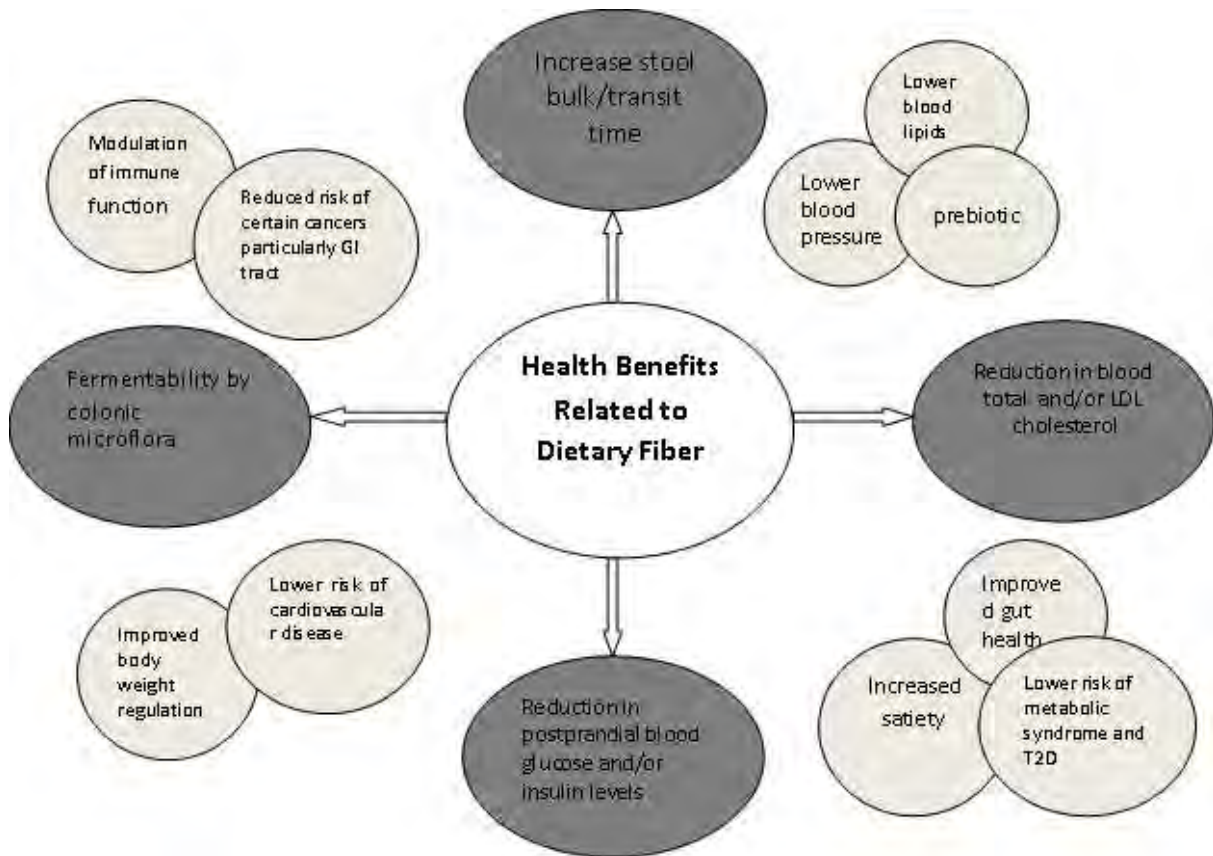 Increase stool
bulk/transit
time
Lower
blood
lipids
Lower
blood
pressure
prebiotic
Modulation
of immune
function
Reduced risk of
certain cancers
particularly GI
tract
Health Benefits
Related to
Dietary Fiber
Fermentability by
colonic
microflora
Reduction in blood
total and/or LDL
cholesterol
Lower risk of
cardiovascula
r disease
Improved
body
weight
regulation
Reduction in
postprandial blood
glucose and/or
insulin levels
Improve
d gut
health
Increased
satiety
Lower risk of
metabolic
syndrome and
T2D